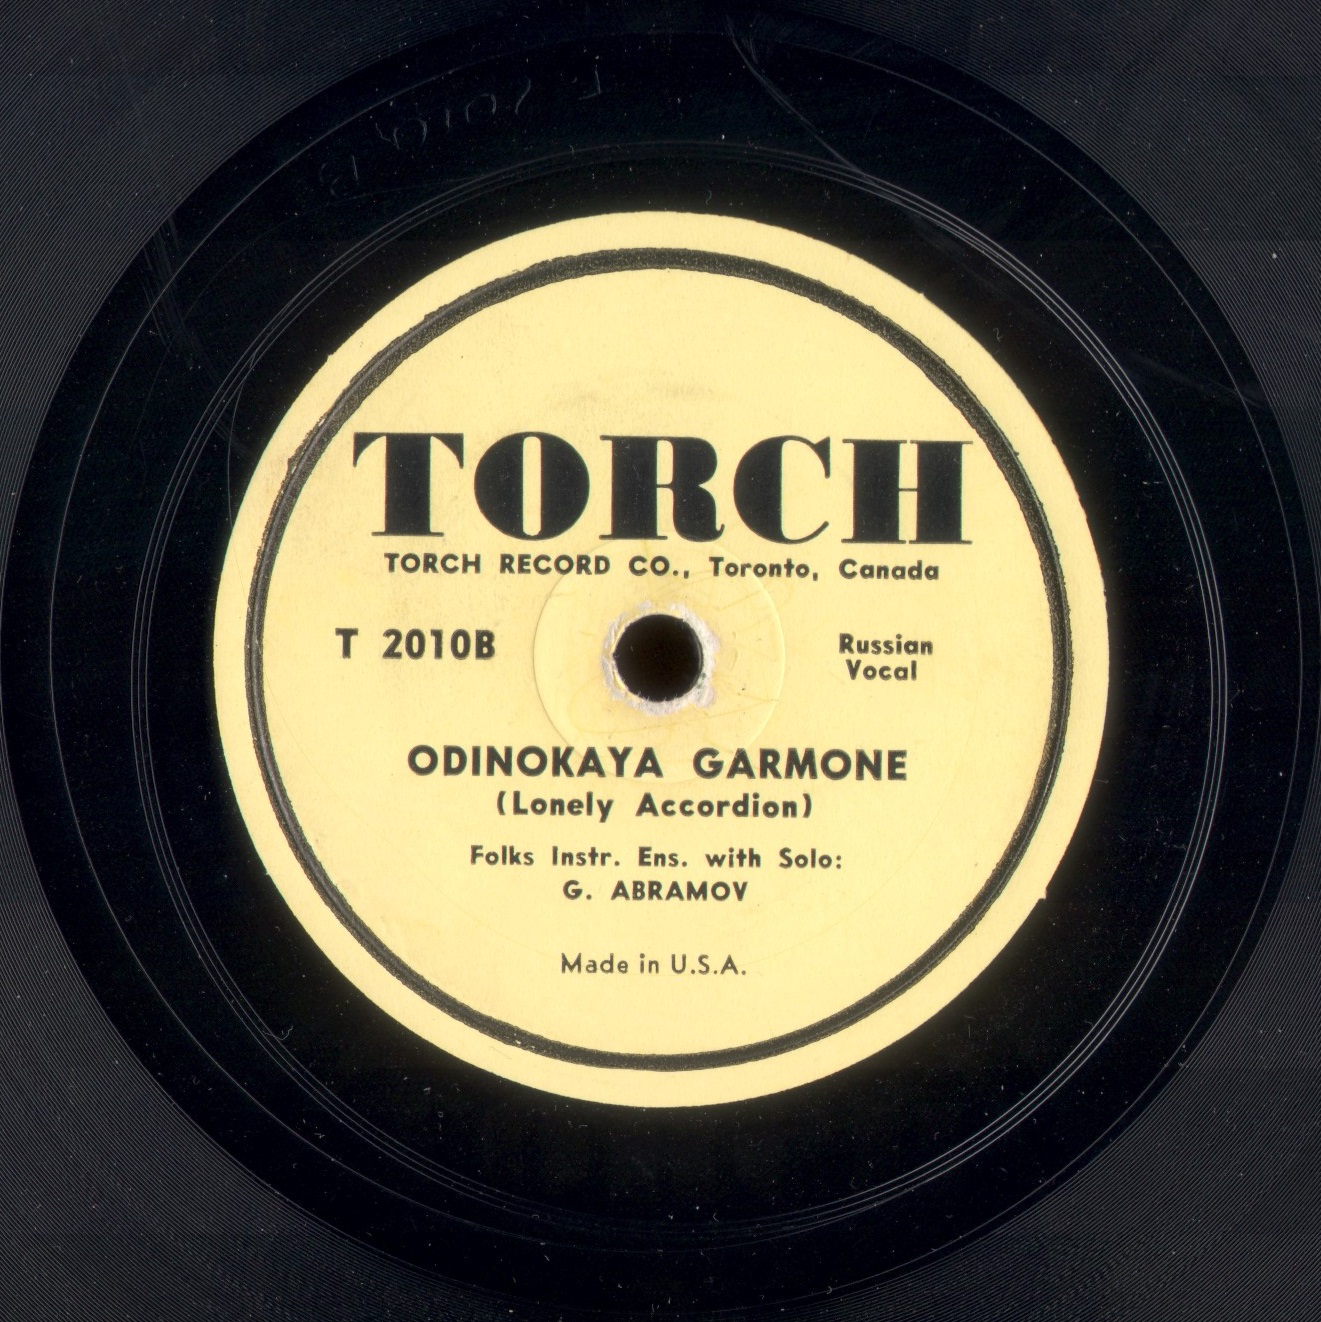 TORCH
TORCH RECORD CO., Toronto, Canada
T 2010B
Russian
Vocal
ODINOKAYA GARMONE
(Lonely Accordion)
Folks Instr. Ens. with Solo:
G. ABRAMOV
Made in U.S.A.